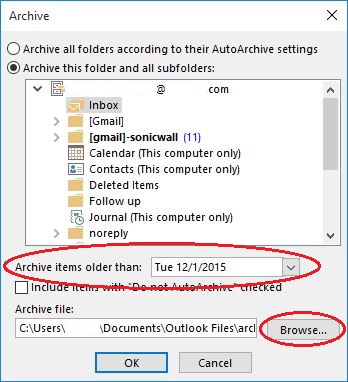 Archive
Archive all folders according to their AutoArchive settings
Archive this folder and all subfolders:
@ com
Inbox
[Gmail]
[gmail]-sonicwall (11)
Calendar (This computer only)
Contacts (This computer only)
Deleted Items
Follow up
Journal (This computer only)
noreply
Archive items older than: Tue 12/1/2015
Include items with "Do not AutoArchive" checked
Archive file:
C:\Users\ \Documents\Outlook Files\arcl Browse...
OK Cancel